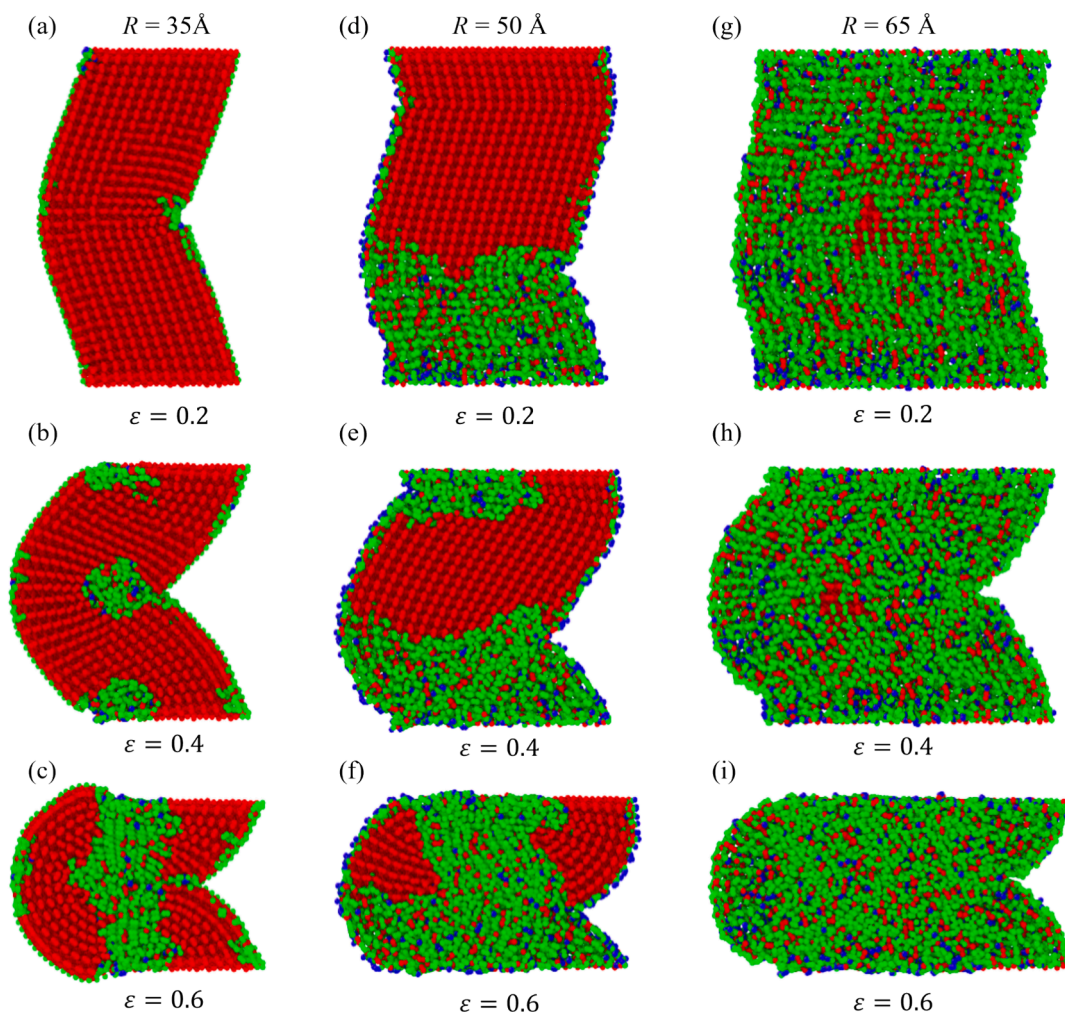 (a) R = 35Å (d) R = 50 Å (g) R = 65 Å
ε = 0.2 ε = 0.2 ε = 0.2
(b) (e) (h)
ε = 0.4 ε = 0.4 ε = 0.4
(c) (f) (i)
ε = 0.6 ε = 0.6 ε = 0.6